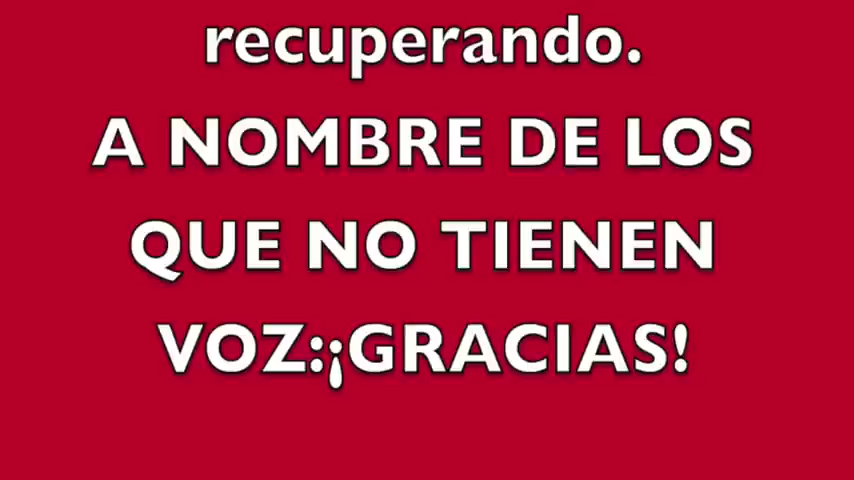 recuperando.
A NOMBRE DE LOS
QUE NO TIENEN
VOZ:¡GRACIAS!